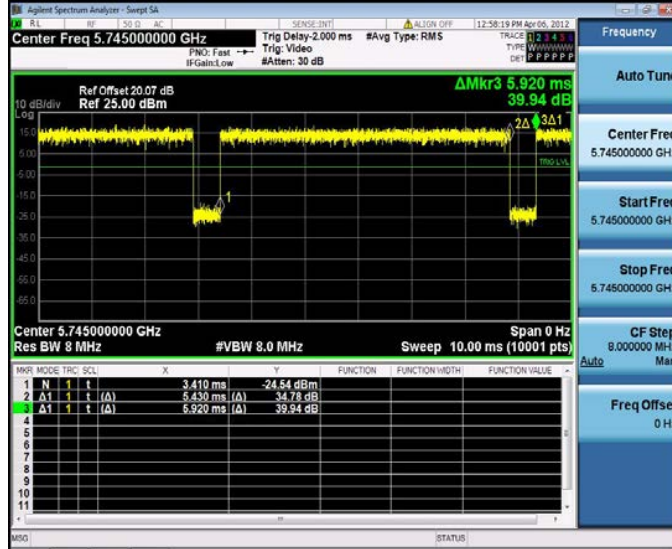 Agilent Spectrum Analyzer - Swept SA
RL RF 50 Ω AC SENSE:INT ALIGN OFF 12:58:19 PM Apr 06, 2012
Center Freq 5.745000000 GHz
PNO: Fast
IFGain:Low
Trig Delay-2.000 ms
Trig: Video
#Atten: 30 dB
#Avg Type: RMS
TRACE 1 2 3 4 5 6
TYPE WWWWWW
DET P P P P P P
Ref Offset 20.07 dB
10 dB/div Ref 25.00 dBm
Log
ΔMkr3 5.920 ms
39.94 dB
15.0
5.00
-5.00
-15.0
-25.0
-35.0
-45.0
-55.0
-65.0
1
2Δ
3Δ1
TRIG LVL
Center 5.745000000 GHz Span 0 Hz
Res BW 8 MHz #VBW 8.0 MHz Sweep 10.00 ms (10001 pts)
MKR MODE TRC SCL X Y FUNCTION FUNCTION WIDTH FUNCTION VALUE
1 N 1 t 3.410 ms -24.54 dBm
2 Δ1 1 t (Δ) 5.430 ms (Δ) 34.78 dB
3 Δ1 1 t (Δ) 5.920 ms (Δ) 39.94 dB
4
5
6
7
8
9
10
11
MSG STATUS
Frequency
Auto Tune
Center Freq
5.745000000 GH
Start Freq
5.745000000 GH
Stop Freq
5.745000000 GH
CF Step
8.000000 MH
Auto Man
Freq Offse
0 H